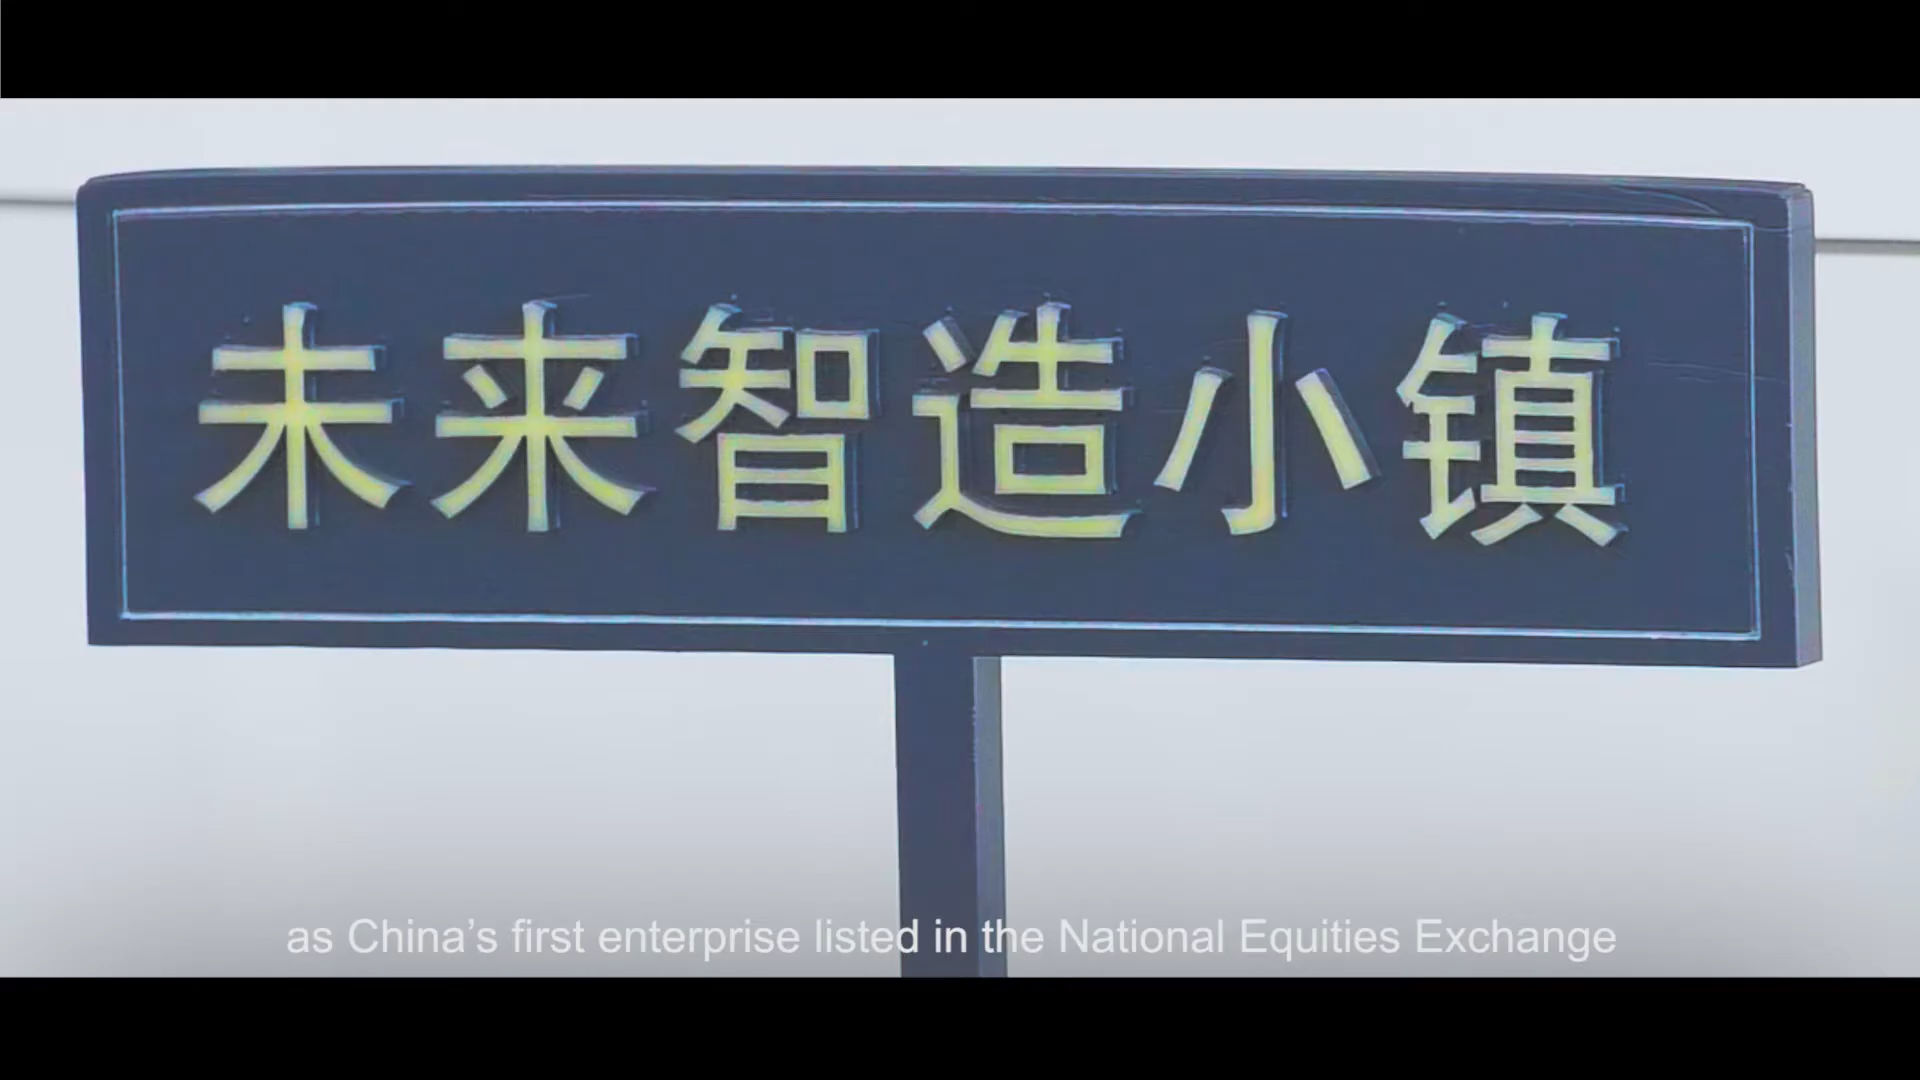 未来智造小镇
as China’s first enterprise listed in the National Equities Exchange